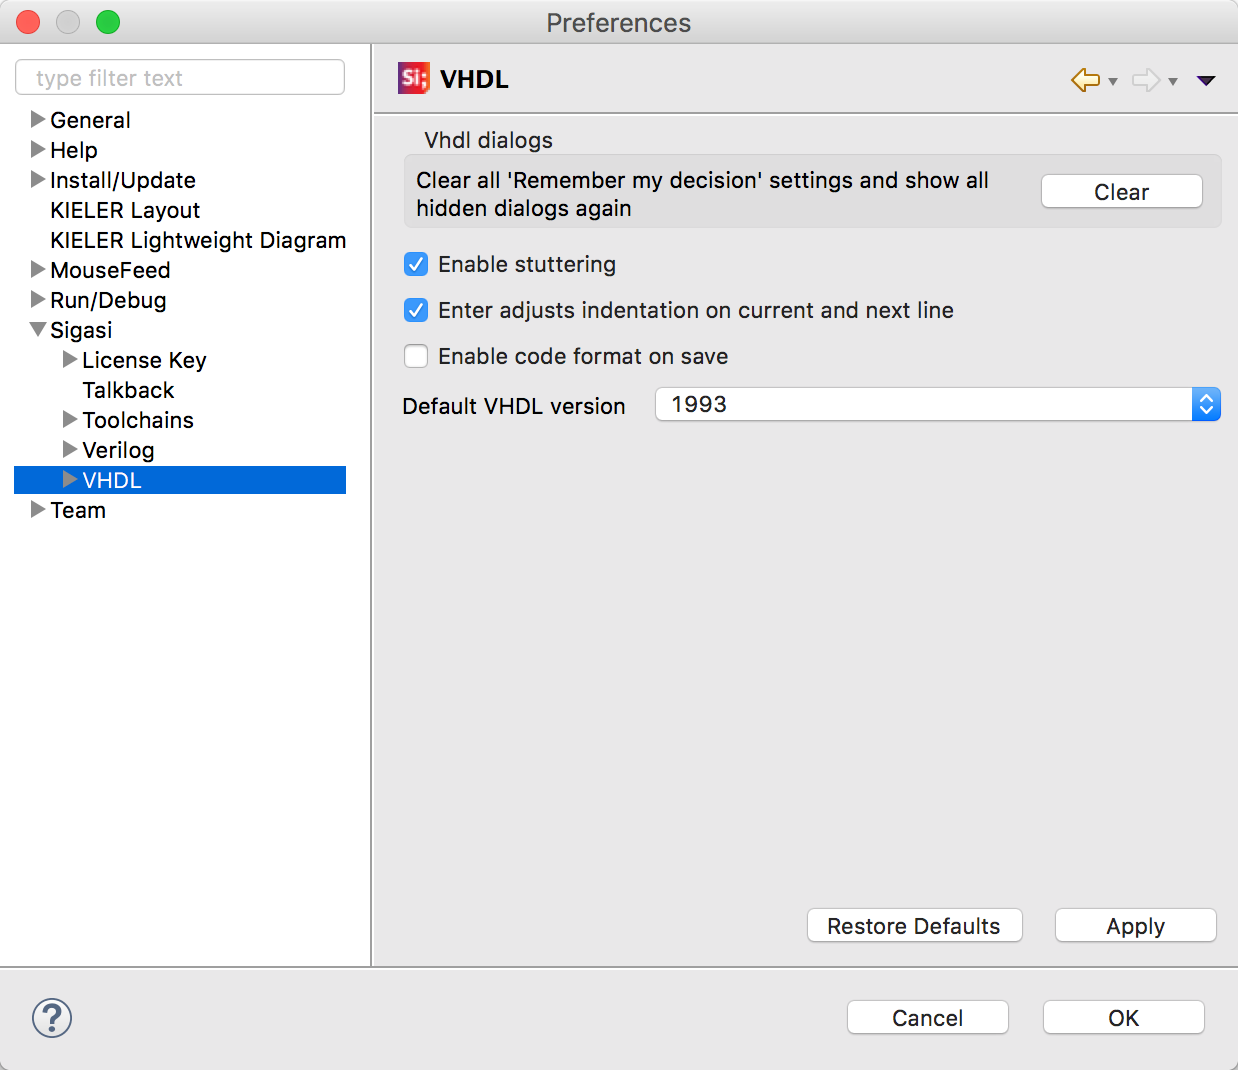 Preferences
type filter text
General
Help
Install/Update
KIELER Layout
KIELER Lightweight Diagram
MouseFeed
Run/Debug
Sigasi
License Key
Talkback
Toolchains
Verilog
VHDL
Team
Si; VHDL
Vhdl dialogs
Clear all 'Remember my decision' settings and show all
hidden dialogs again
Clear
Enable stuttering
Enter adjusts indentation on current and next line
Enable code format on save
Default VHDL version 1993
Restore Defaults Apply
? Cancel OK